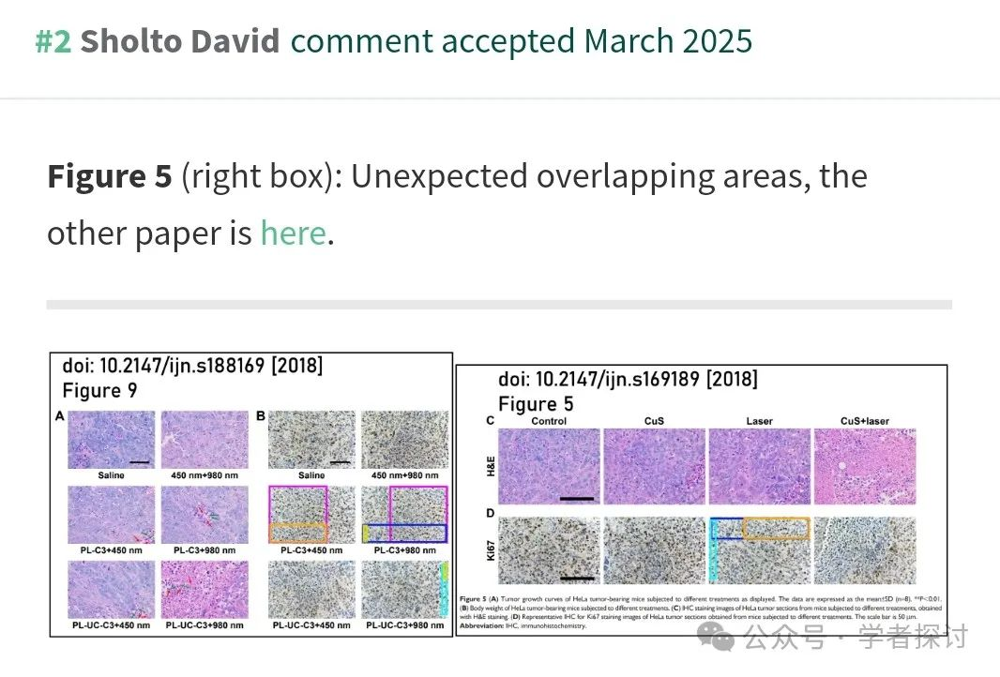 #2 Sholto David comment accepted March 2025
Figure 5 (right box): Unexpected overlapping areas, the
other paper is here.
doi: 10.2147/ijn.s188169 [2018]
Figure 9
A
B
Saline
450 nm+980 nm
Saline
450 nm+980 nm
PL-C3+450 nm
PL-C3+980 nm
PL-C3+450 nm
PL-C3+980 nm
PL-UC-C3+450 nm
PL-UC-C3+980 nm
PL-UC-C3+450 nm
PL-UC-C3+980 nm
doi: 10.2147/ijn.s169189 [2018]
Figure 5
C
Control
CuS
Laser
CuS+laser
H&E
D
Ki67
Figure 5 (A) Tumor growth curves of HeLa tumor-bearing mice subjected to different treatments as displayed. The data are expressed as the mean±SD (n=8). **P<0.01.
(B) Body weight of HeLa tumor-bearing mice subjected to different treatments. (C) IHC staining images of HeLa tumor sections from mice subjected to different treatments, obtained
with H&E staining. (D) Representative IHC for Ki67 staining images of HeLa tumor sections obtained from mice subjected to different treatments. The scale bar is 50 μm.
Abbreviation: IHC, immunohistochemistry.
公众号 · 学者探讨